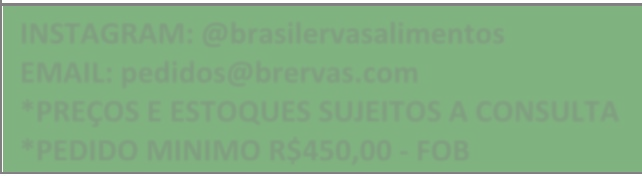 INSTAGRAM: @brasilervasalimentos
EMAIL: pedidos@brervas.com
*PREÇOS E ESTOQUES SUJEITOS A CONSULTA
*PEDIDO MINIMO R$450,00 - FOB